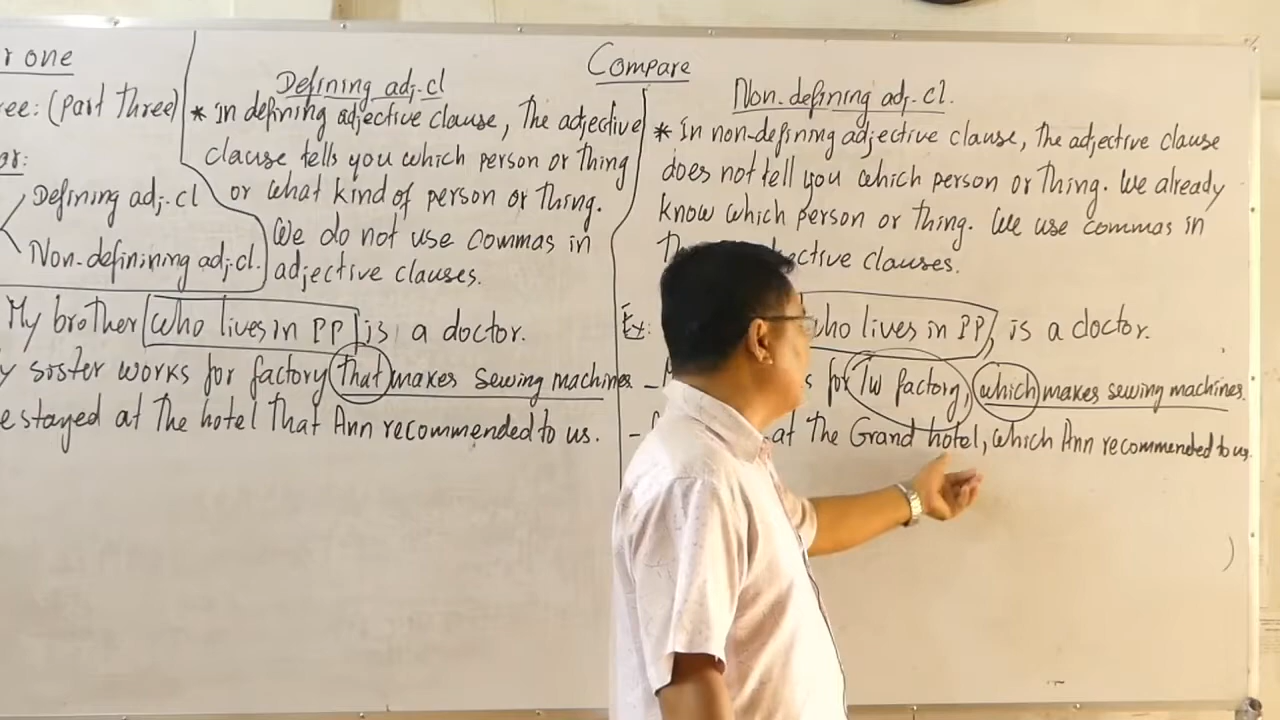 r one
ee: (part Three)
or:
Defining adj-cl
Non-definining adj-cl.
Compare
Defining adj-cl
* in defining adjective clause, The adjective
clause tells you which person or Thing
or what kind of person or Thing.
We do not use commas in
adjective clauses.
My brother who lives in PP is a doctor.
y sister works for factory that makes sewing machines
e stayed at The hotel That Ann recommended to us.
Non-defining adj-cl.
* in non-defining adjective clause, The adjective clause
does not tell you which person or Thing. We already
know which person or Thing. We use commas in
ctive clauses.
Ex: who lives in PP, is a doctor.
- s for TW factory, which makes sewing machines.
- at The Grand hotel, which Ann recommended to us.
)